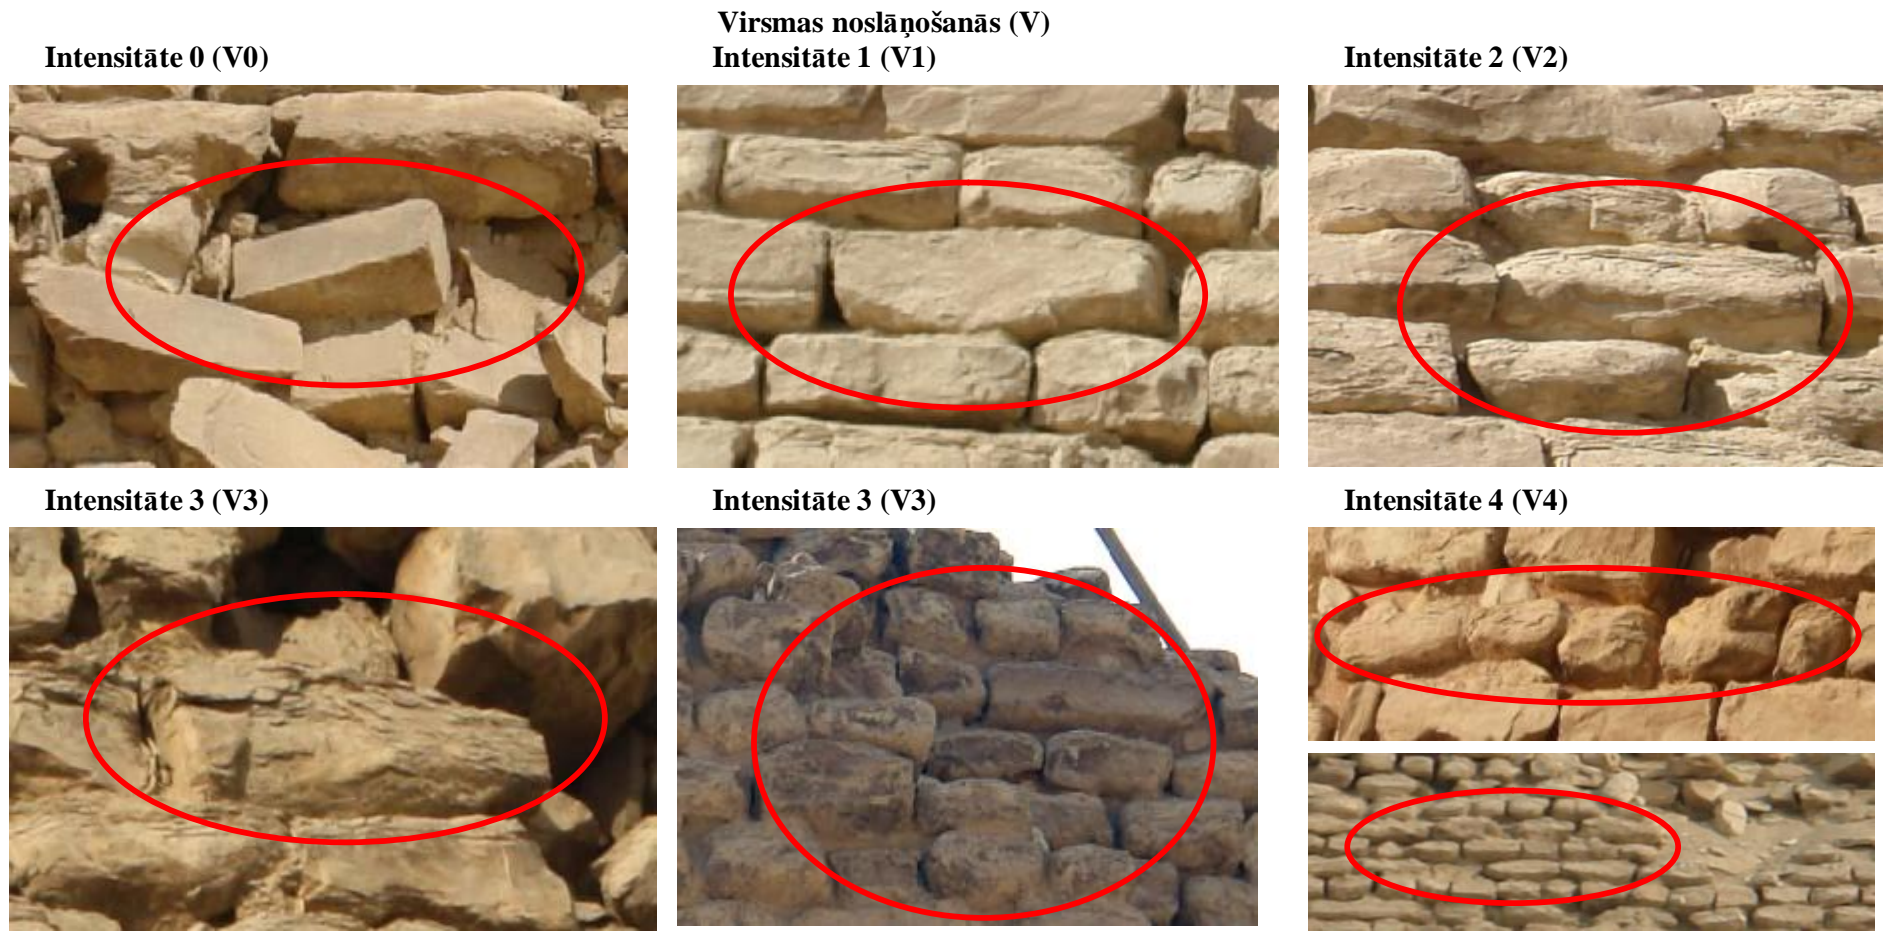 Virsmas noslāņošanās (V)
Intensitāte 0 (V0)
Intensitāte 1 (V1)
Intensitāte 2 (V2)
Intensitāte 3 (V3)
Intensitāte 3 (V3)
Intensitāte 4 (V4)